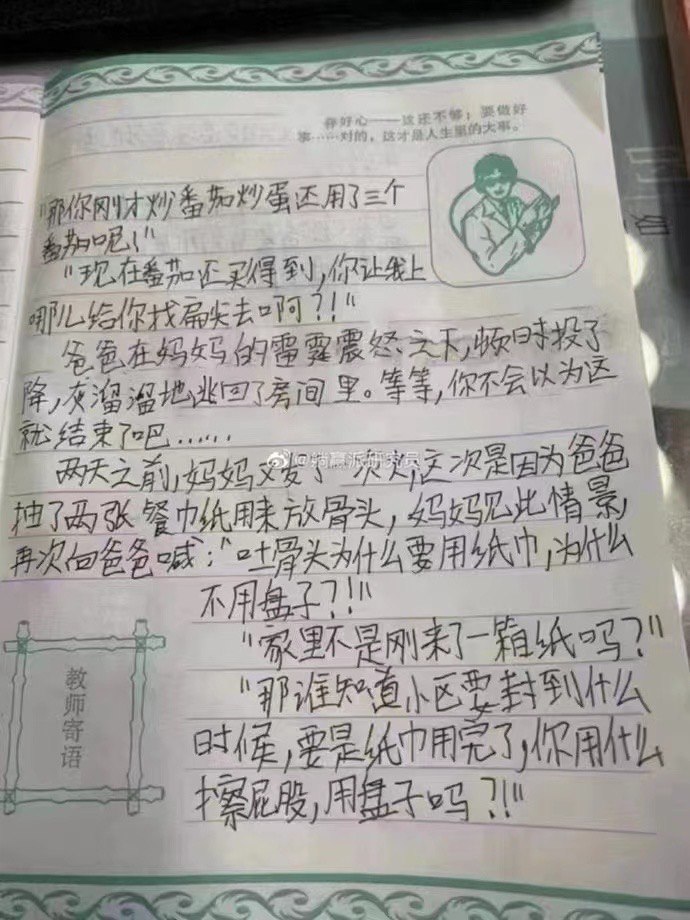 存好心——这还不够；要做好
事……对的，这才是人生里的大事。
"那你刚才炒番茄炒蛋还用了三个
番茄呢！"
"现在番茄还买得到，你让我上
哪儿给你找扁尖去啊？！"
爸爸在妈妈的雷霆震怒之下，顿时投了
降，灰溜溜地逃回了房间里。等等，你不会以为这
就结束了吧……
@躺赢派研究员
两天之前，妈妈又发了一次火，这次是因为爸爸
抽了两张餐巾纸用来放骨头，妈妈见此情景，
再次向爸爸喊："吐骨头为什么要用纸巾，为什么
不用盘子？！"
"家里不是刚来了一箱纸吗？"
"那谁知道小区要封到什么
时候，要是纸巾用完了，你用什么
擦屁股，用盘子吗？！"
教师寄语